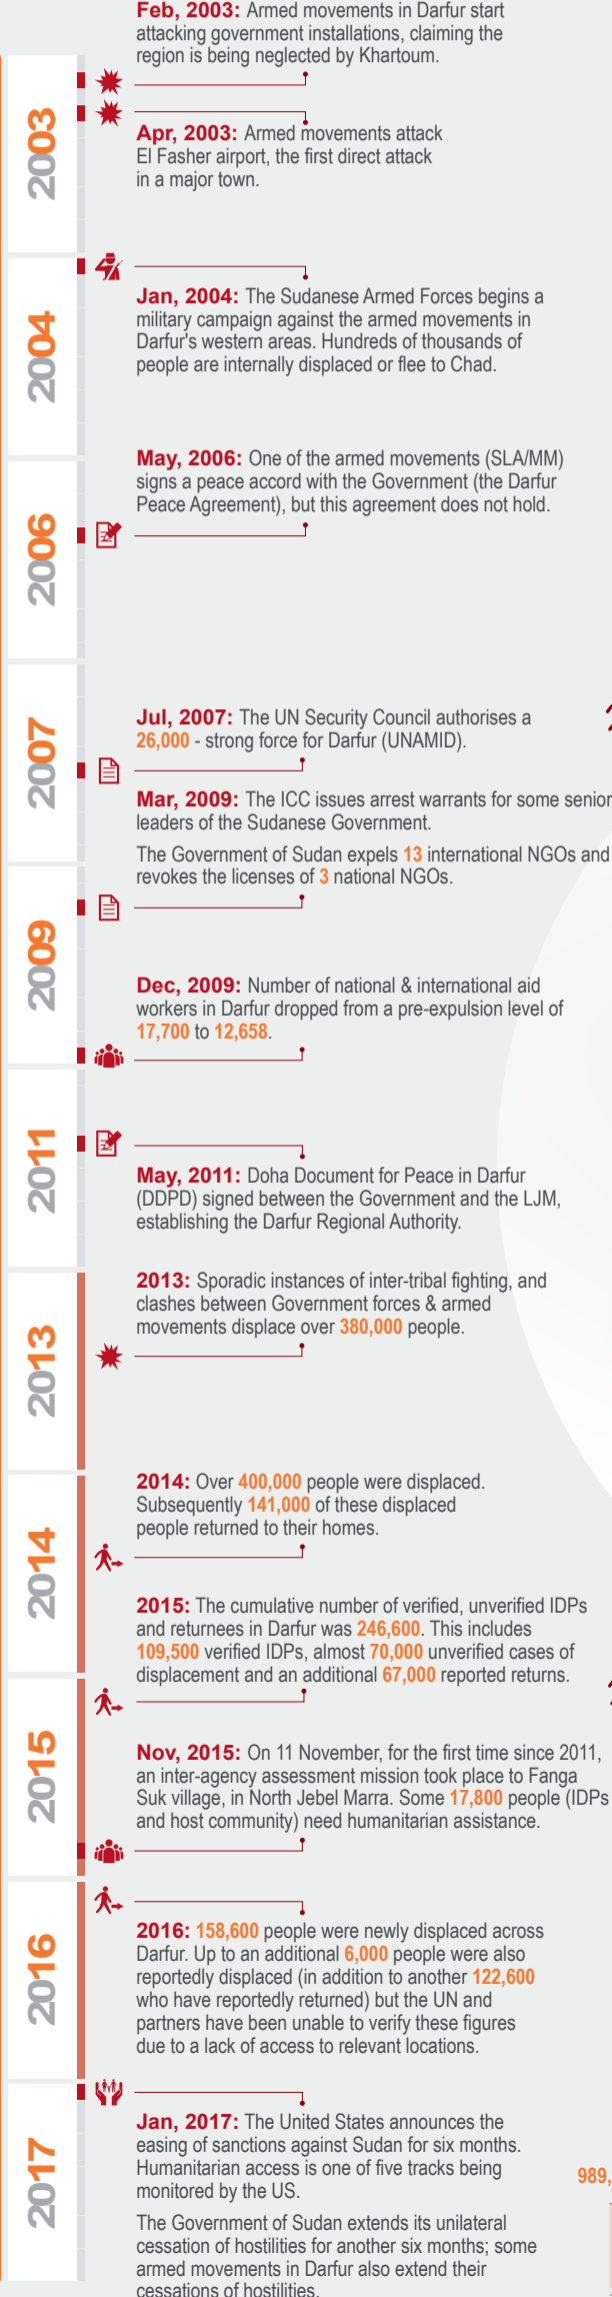 Feb, 2003: Armed movements in Darfur start
attacking government installations, claiming the
region is being neglected by Khartoum.
2003
Apr, 2003: Armed movements attack
El Fasher airport, the first direct attack
in a major town.
2004
Jan, 2004: The Sudanese Armed Forces begins a
military campaign against the armed movements in
Darfur's western areas. Hundreds of thousands of
people are internally displaced or flee to Chad.
2006
May, 2006: One of the armed movements (SLA/MM)
signs a peace accord with the Government (the Darfur
Peace Agreement), but this agreement does not hold.
2007
Jul, 2007: The UN Security Council authorises a
26,000 - strong force for Darfur (UNAMID).
Mar, 2009: The ICC issues arrest warrants for some senior
leaders of the Sudanese Government.
The Government of Sudan expels 13 international NGOs and
revokes the licenses of 3 national NGOs.
2009
Dec, 2009: Number of national & international aid
workers in Darfur dropped from a pre-expulsion level of
17,700 to 12,658.
2011
May, 2011: Doha Document for Peace in Darfur
(DDPD) signed between the Government and the LJM,
establishing the Darfur Regional Authority.
2013
2013: Sporadic instances of inter-tribal fighting, and
clashes between Government forces & armed
movements displace over 380,000 people.
2014
2014: Over 400,000 people were displaced.
Subsequently 141,000 of these displaced
people returned to their homes.
2015: The cumulative number of verified, unverified IDPs
and returnees in Darfur was 246,600. This includes
109,500 verified IDPs, almost 70,000 unverified cases of
displacement and an additional 67,000 reported returns.
2015
Nov, 2015: On 11 November, for the first time since 2011,
an inter-agency assessment mission took place to Fanga
Suk village, in North Jebel Marra. Some 17,800 people (IDPs
and host community) need humanitarian assistance.
2016
2016: 158,600 people were newly displaced across
Darfur. Up to an additional 6,000 people were also
reportedly displaced (in addition to another 122,600
who have reportedly returned) but the UN and
partners have been unable to verify these figures
due to a lack of access to relevant locations.
2017
Jan, 2017: The United States announces the
easing of sanctions against Sudan for six months.
Humanitarian access is one of five tracks being
monitored by the US.
989,
The Government of Sudan extends its unilateral
cessation of hostilities for another six months; some
armed movements in Darfur also extend their
cessations of hostilities.